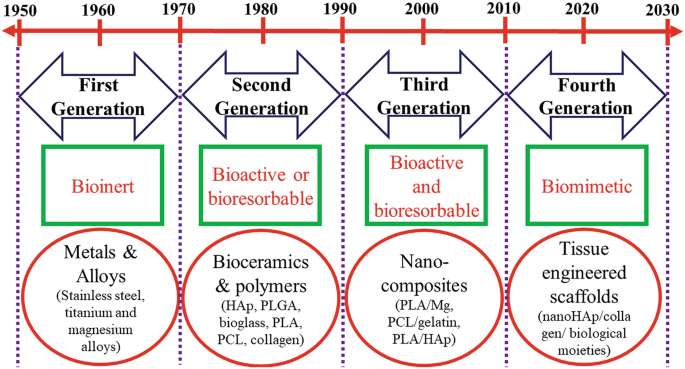 1950 1960 1970 1980 1990 2000 2010 2020 2030
First
Generation
Second
Generation
Third
Generation
Fourth
Generation
Bioinert
Bioactive or
bioresorbable
Bioactive
and
bioresorbable
Biomimetic
Metals &
Alloys
(Stainless steel,
titanium and
magnesium
alloys)
Bioceramics
& polymers
(HAp, PLGA,
bioglass, PLA,
PCL, collagen)
Nano-
composites
(PLA/Mg,
PCL/gelatin,
PLA/HAp)
Tissue
engineered
scaffolds
(nanoHAp/colla
gen/ biological
moieties)